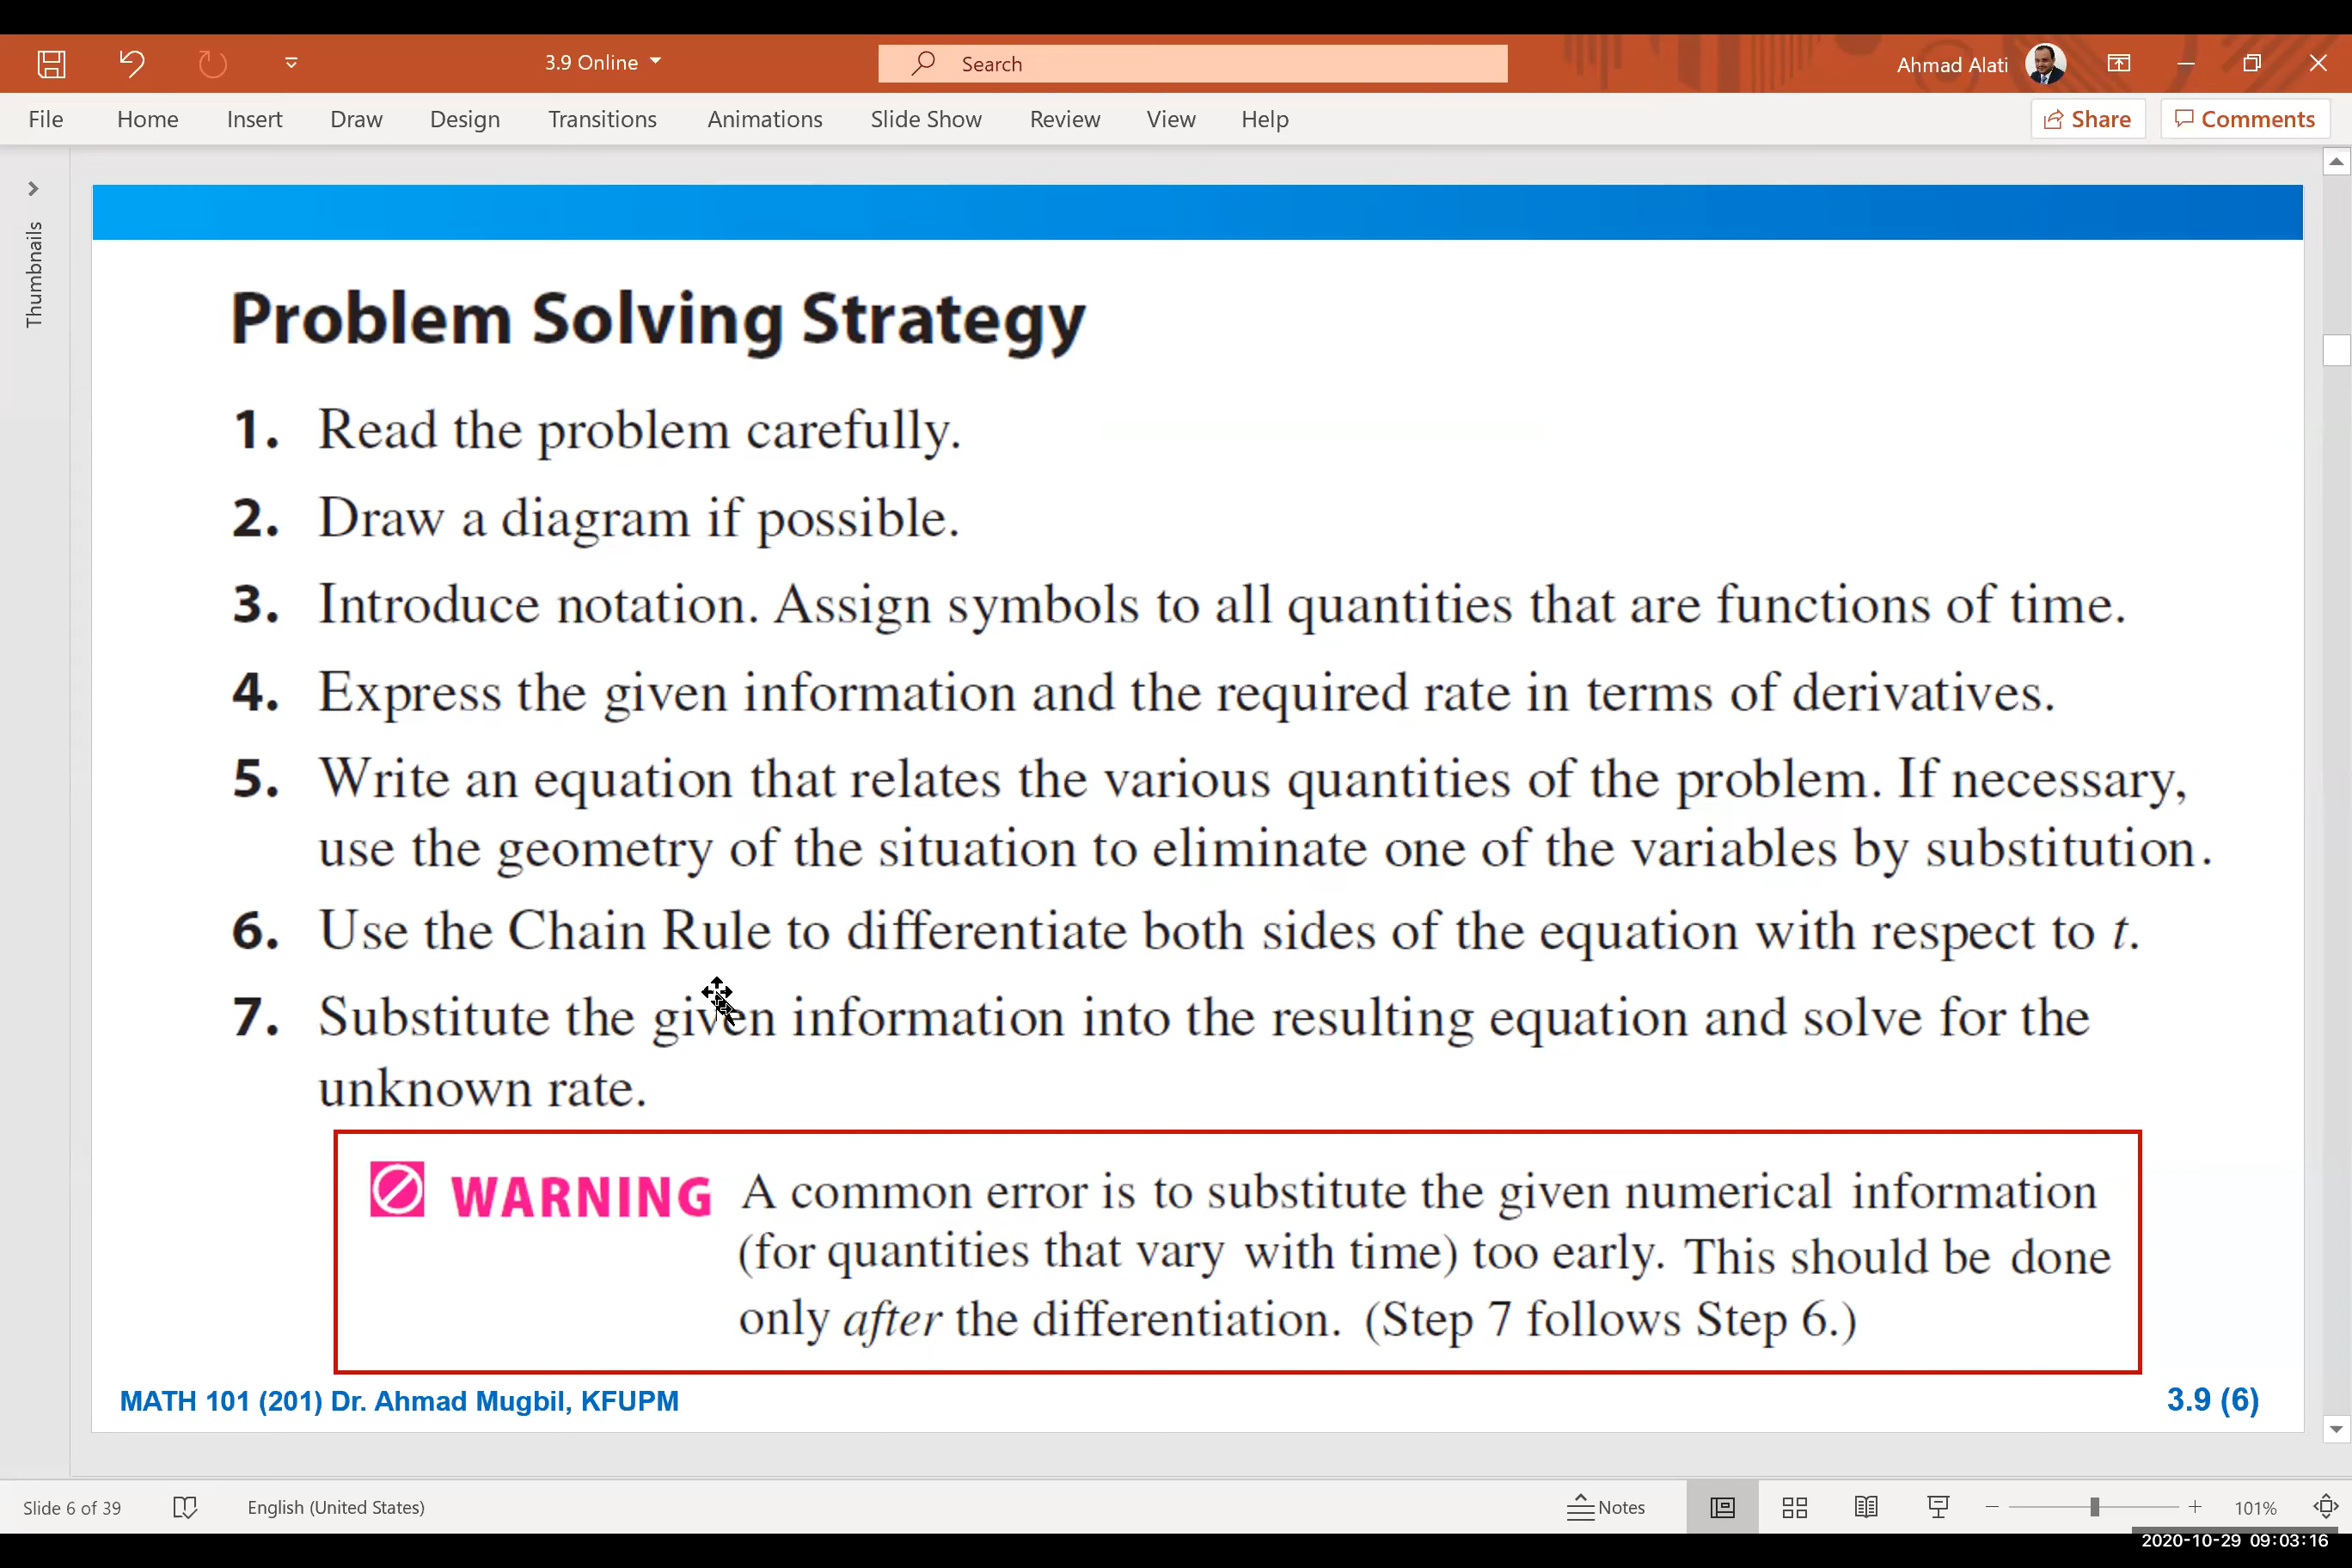 3.9 Online
Search
Ahmad Alati
File Home Insert Draw Design Transitions Animations Slide Show Review View Help
Share Comments
Thumbnails
Problem Solving Strategy
1. Read the problem carefully.
2. Draw a diagram if possible.
3. Introduce notation. Assign symbols to all quantities that are functions of time.
4. Express the given information and the required rate in terms of derivatives.
5. Write an equation that relates the various quantities of the problem. If necessary,
use the geometry of the situation to eliminate one of the variables by substitution.
6. Use the Chain Rule to differentiate both sides of the equation with respect to t.
7. Substitute the given information into the resulting equation and solve for the
unknown rate.
WARNING A common error is to substitute the given numerical information
(for quantities that vary with time) too early. This should be done
only after the differentiation. (Step 7 follows Step 6.)
MATH 101 (201) Dr. Ahmad Mugbil, KFUPM
3.9 (6)
Slide 6 of 39
English (United States)
Notes
101%
2020-10-29 09:03:16